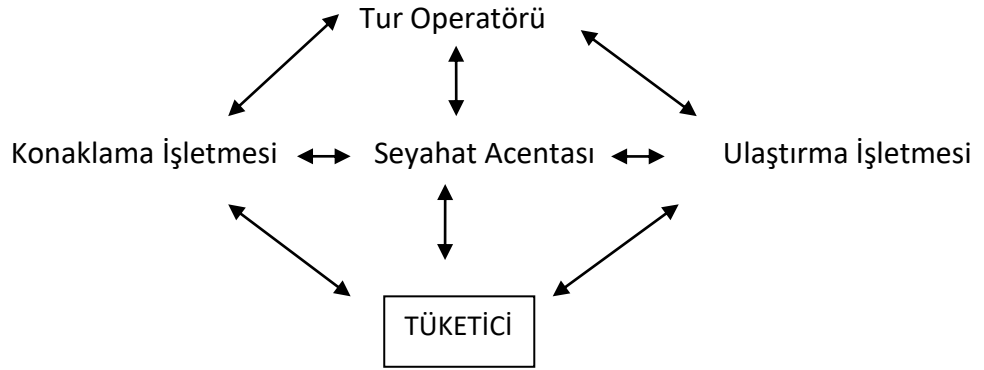 Tur Operatörü
Konaklama İşletmesi Seyahat Acentası Ulaştırma İşletmesi
TÜKETİCİ